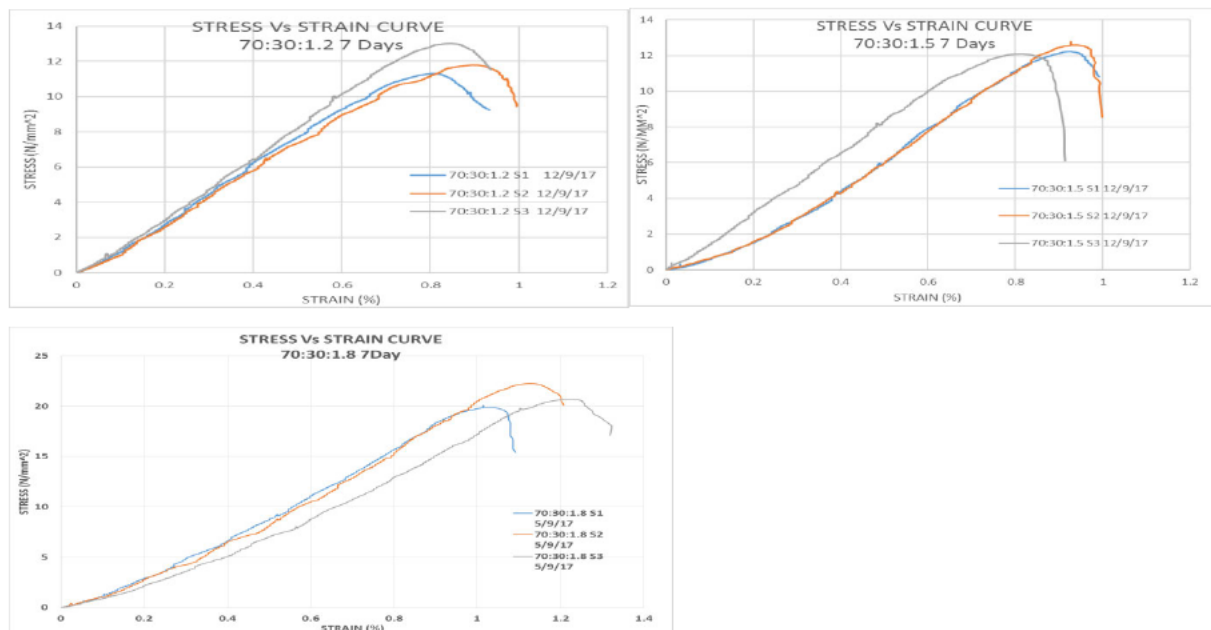 STRESS Vs STRAIN CURVE
70:30:1.2 7 Days
14
12
10
8
6
4
2
0
STRESS (N/mm^2)
70:30:1.2 S1 12/9/17
70:30:1.2 S2 12/9/17
70:30:1.2 S3 12/9/17
0 0.2 0.4 0.6 0.8 1 1.2
STRAIN (%)
STRESS Vs STRAIN CURVE
70:30:1.5 7 Days
14
12
10
8
6
4
2
0
STRESS (N/MM^2)
70:30:1.5 S1 12/9/17
70:30:1.5 S2 12/9/17
70:30:1.5 S3 12/9/17
0 0.2 0.4 0.6 0.8 1 1.2
STRAIN (%)
STRESS Vs STRAIN CURVE
70:30:1.8 7Day
25
20
15
10
5
0
STRESS (N/mm^2)
70:30:1.8 S1
5/9/17
70:30:1.8 S2
5/9/17
70:30:1.8 S3
5/9/17
0 0.2 0.4 0.6 0.8 1 1.2 1.4
STRAIN (%)